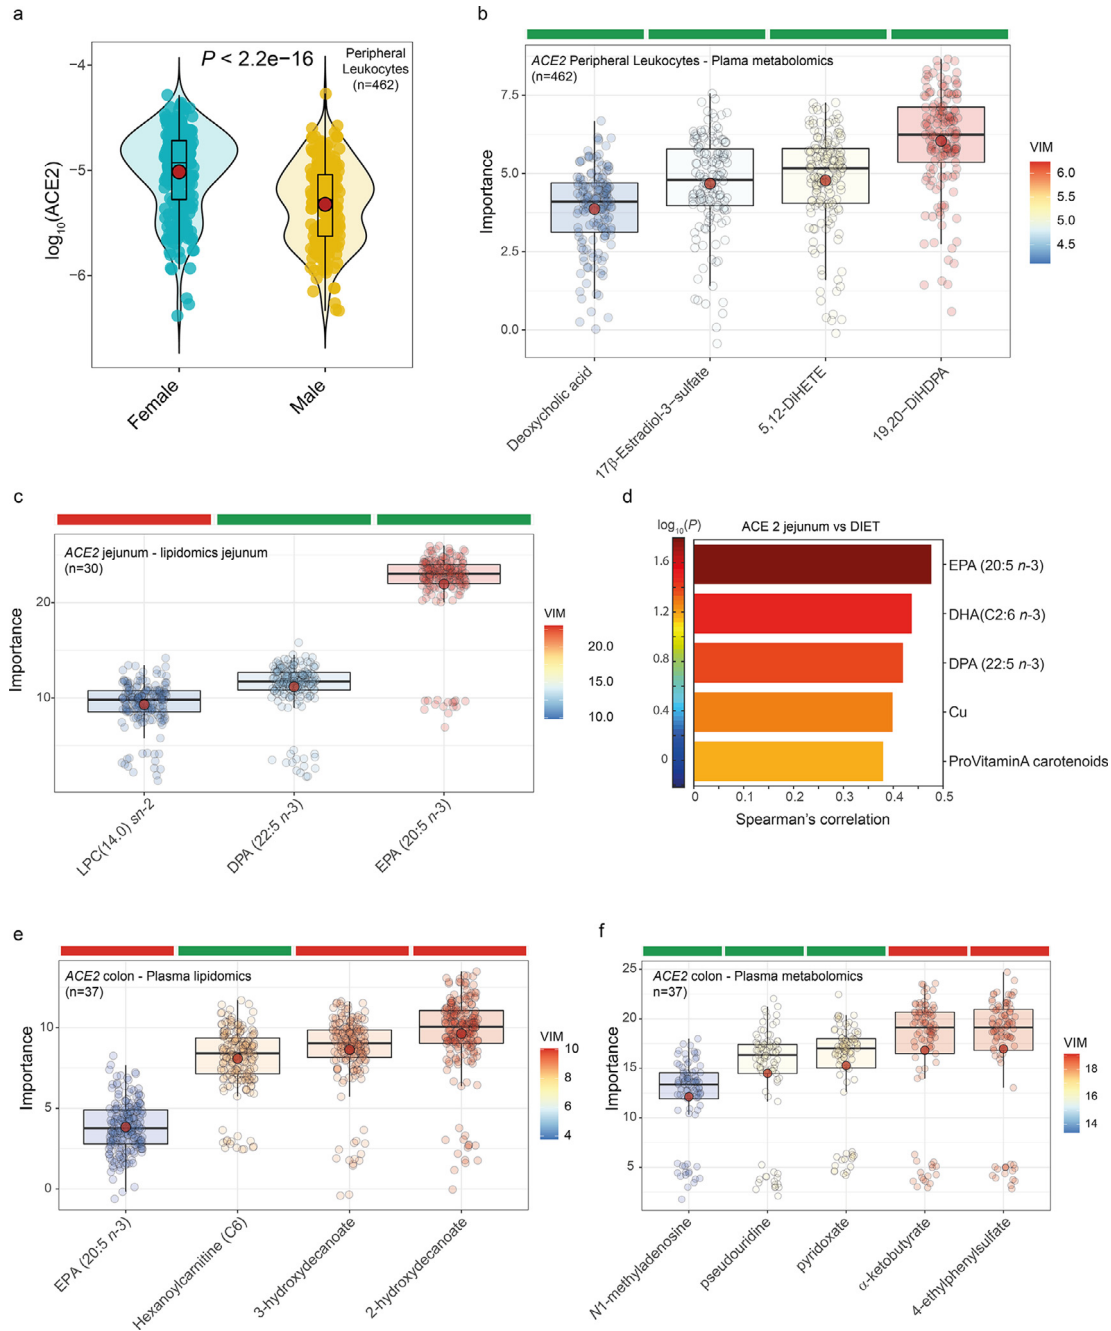 a
−4
−5
−6
log10(ACE2)
P < 2.2e−16
Peripheral
Leukocytes
(n=462)
Female
Male
b
ACE2 Peripheral Leukocytes - Plama metabolomics
(n=462)
7.5
5.0
2.5
0.0
Importance
Deoxycholic acid
17β-Estradiol-3−sulfate
5,12-DiHETE
19,20−DiHDPA
VIM
6.0
5.5
5.0
4.5
c
ACE2 jejunum - lipidomics jejunum
(n=30)
20
10
Importance
LPC(14.0) sn-2
DPA (22:5 n-3)
EPA (20:5 n-3)
VIM
20.0
15.0
10.0
d
log10(P)
ACE 2 jejunum vs DIET
1.6
1.2
0.8
0.4
0
EPA (20:5 n-3)
DHA(C2:6 n-3)
DPA (22:5 n-3)
Cu
ProVitaminA carotenoids
0 0.1 0.2 0.3 0.4 0.5
Spearman's correlation
e
ACE2 colon - Plasma lipidomics
(n=37)
10
5
0
Importance
EPA (20:5 n-3)
Hexanoylcarnitine (C6)
3-hydroxydecanoate
2-hydroxydecanoate
VIM
10
8
6
4
f
ACE2 colon - Plasma metabolomics
n=37)
25
20
15
10
5
Importance
N1-methyladenosine
pseudouridine
pyridoxate
α-ketobutyrate
4-ethylphenylsulfate
VIM
18
16
14